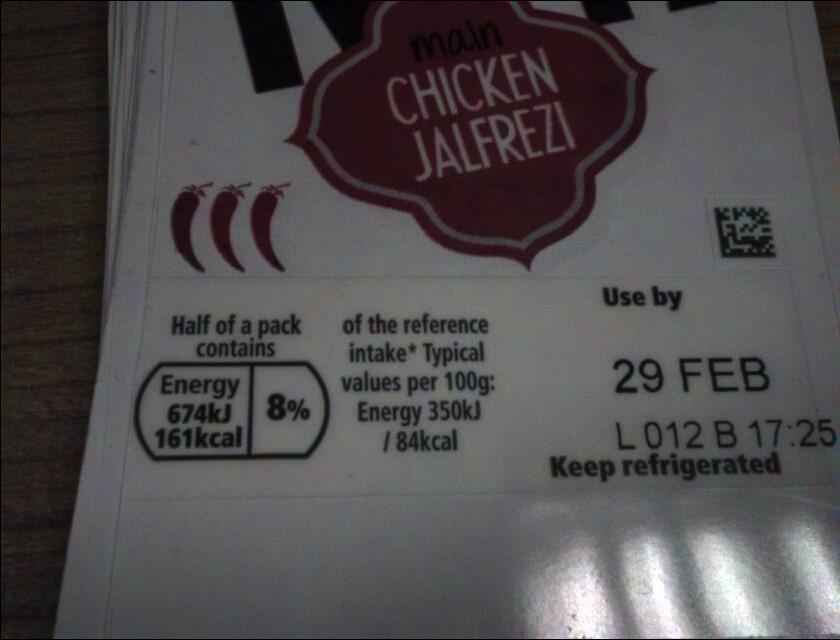 main
CHICKEN
JALFREZI
Use by
29 FEB
L 012 B 17:25
Keep refrigerated
Half of a pack
contains
Energy
674kJ
161kcal
8%
of the reference
intake* Typical
values per 100g:
Energy 350kJ
/ 84kcal